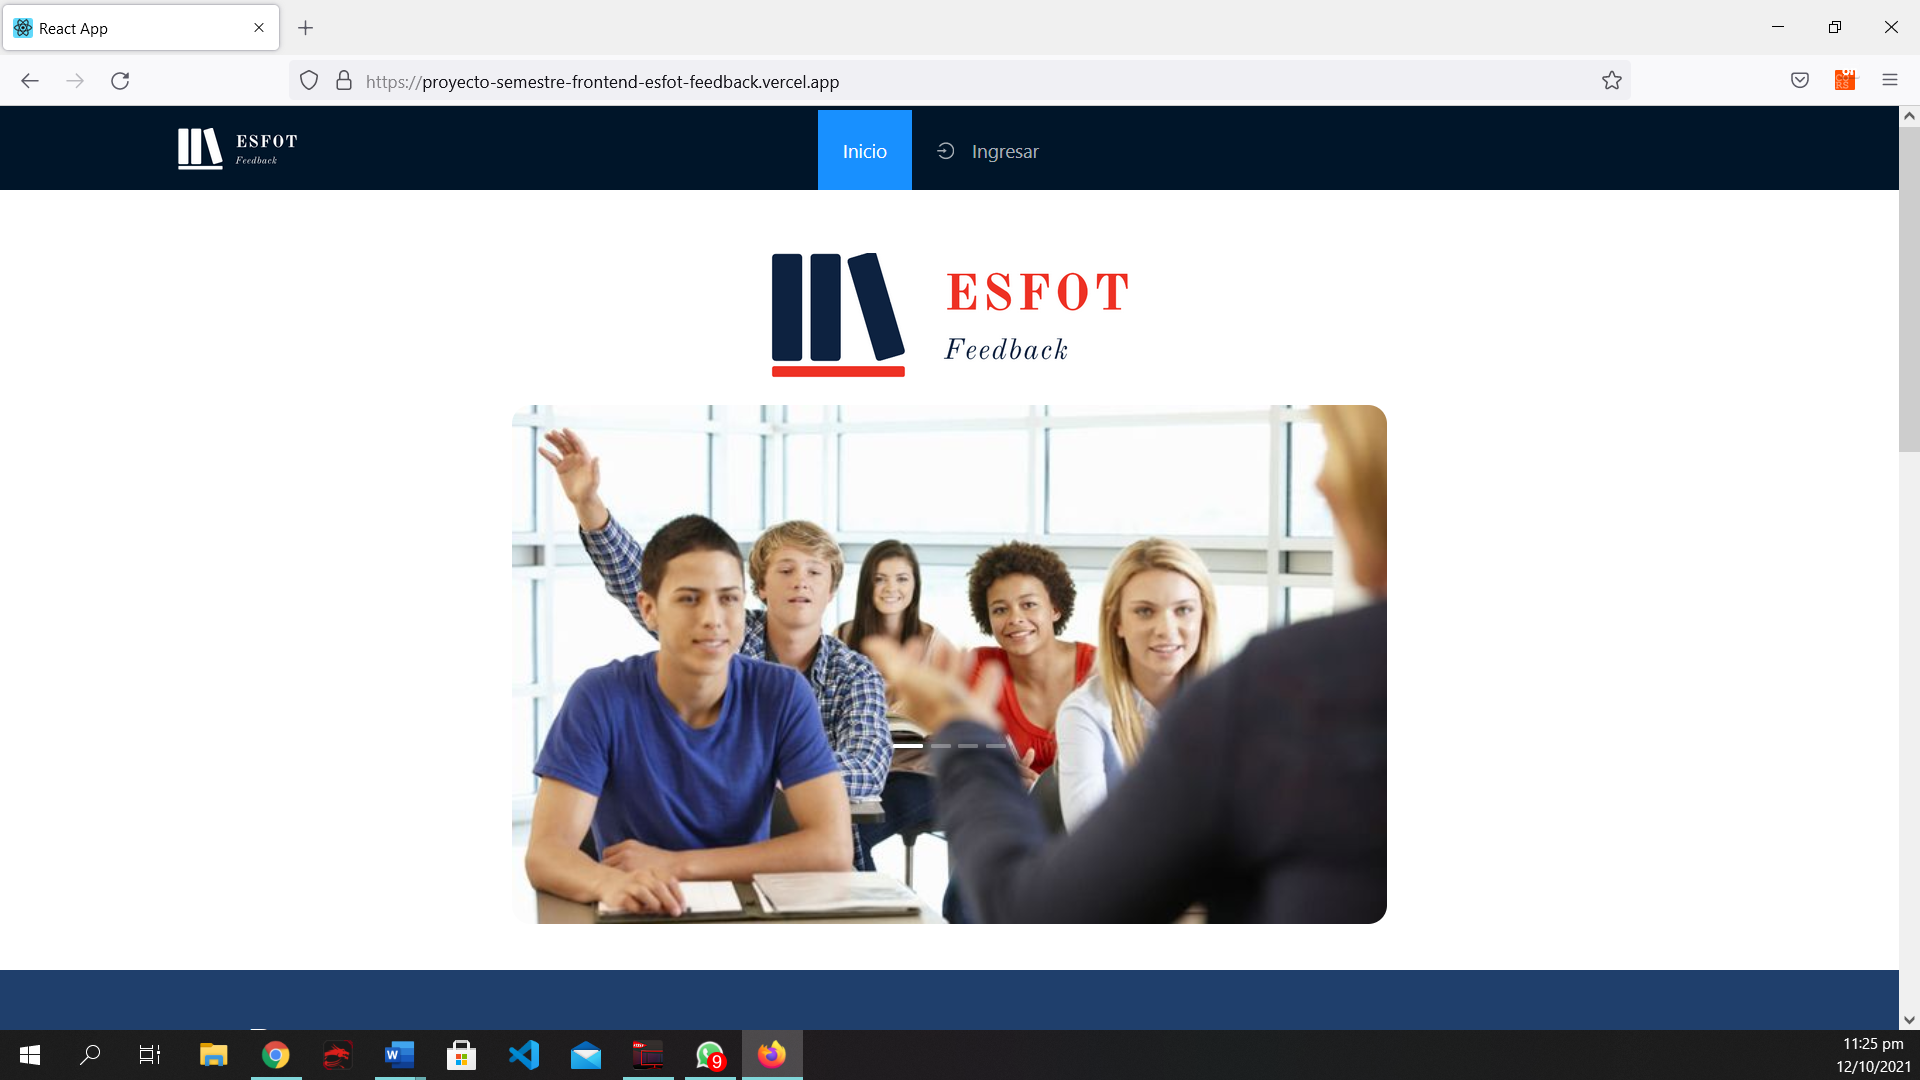 React App
https://proyecto-semestre-frontend-esfot-feedback.vercel.app
ESFOT
Feedback
Inicio
Ingresar
ESFOT
Feedback
9
11:25 pm
12/10/2021